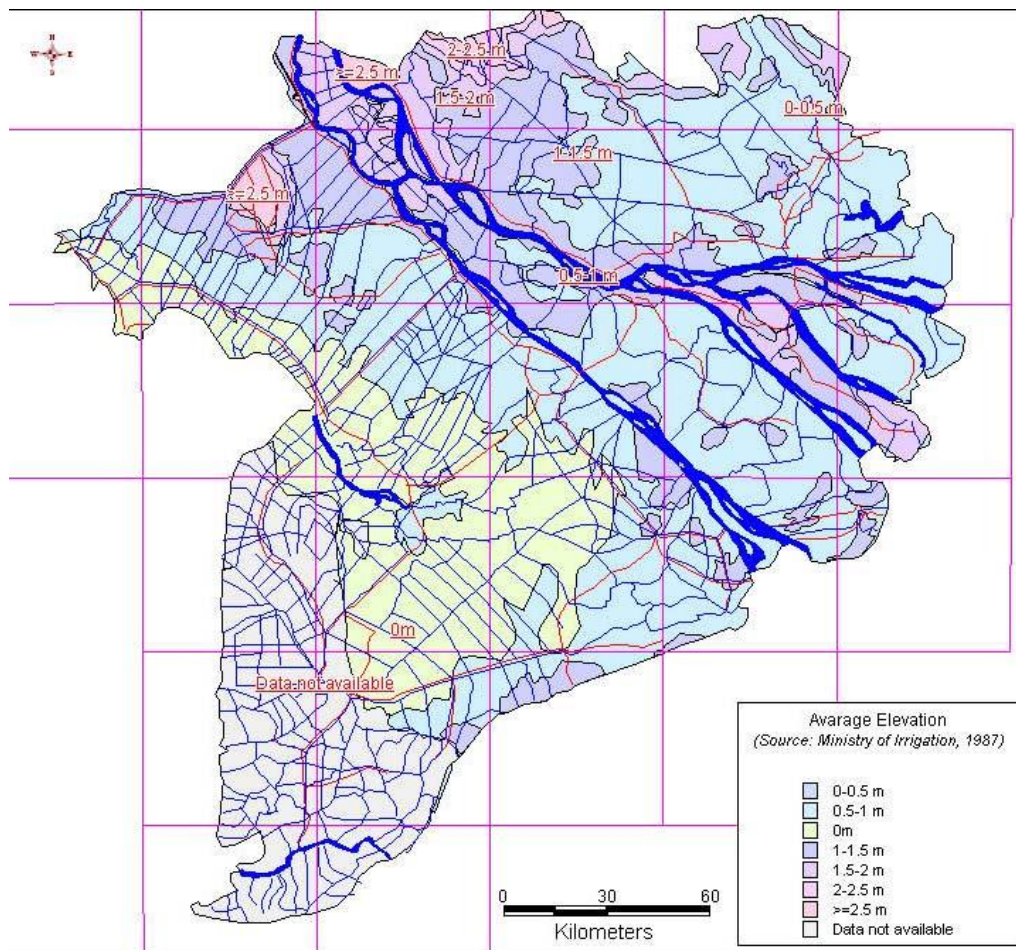 N
W E
S
2-2.5 m
>=2.5 m
1.5-2 m
0-0.5 m
1-1.5 m
>=2.5 m
0.5-1 m
0m
Data not available
Avarage Elevation
(Source: Ministry of Irrigation, 1987)
0-0.5 m
0.5-1 m
0m
1-1.5 m
1.5-2 m
2-2.5 m
>=2.5 m
Data not available
0 30 60
Kilometers